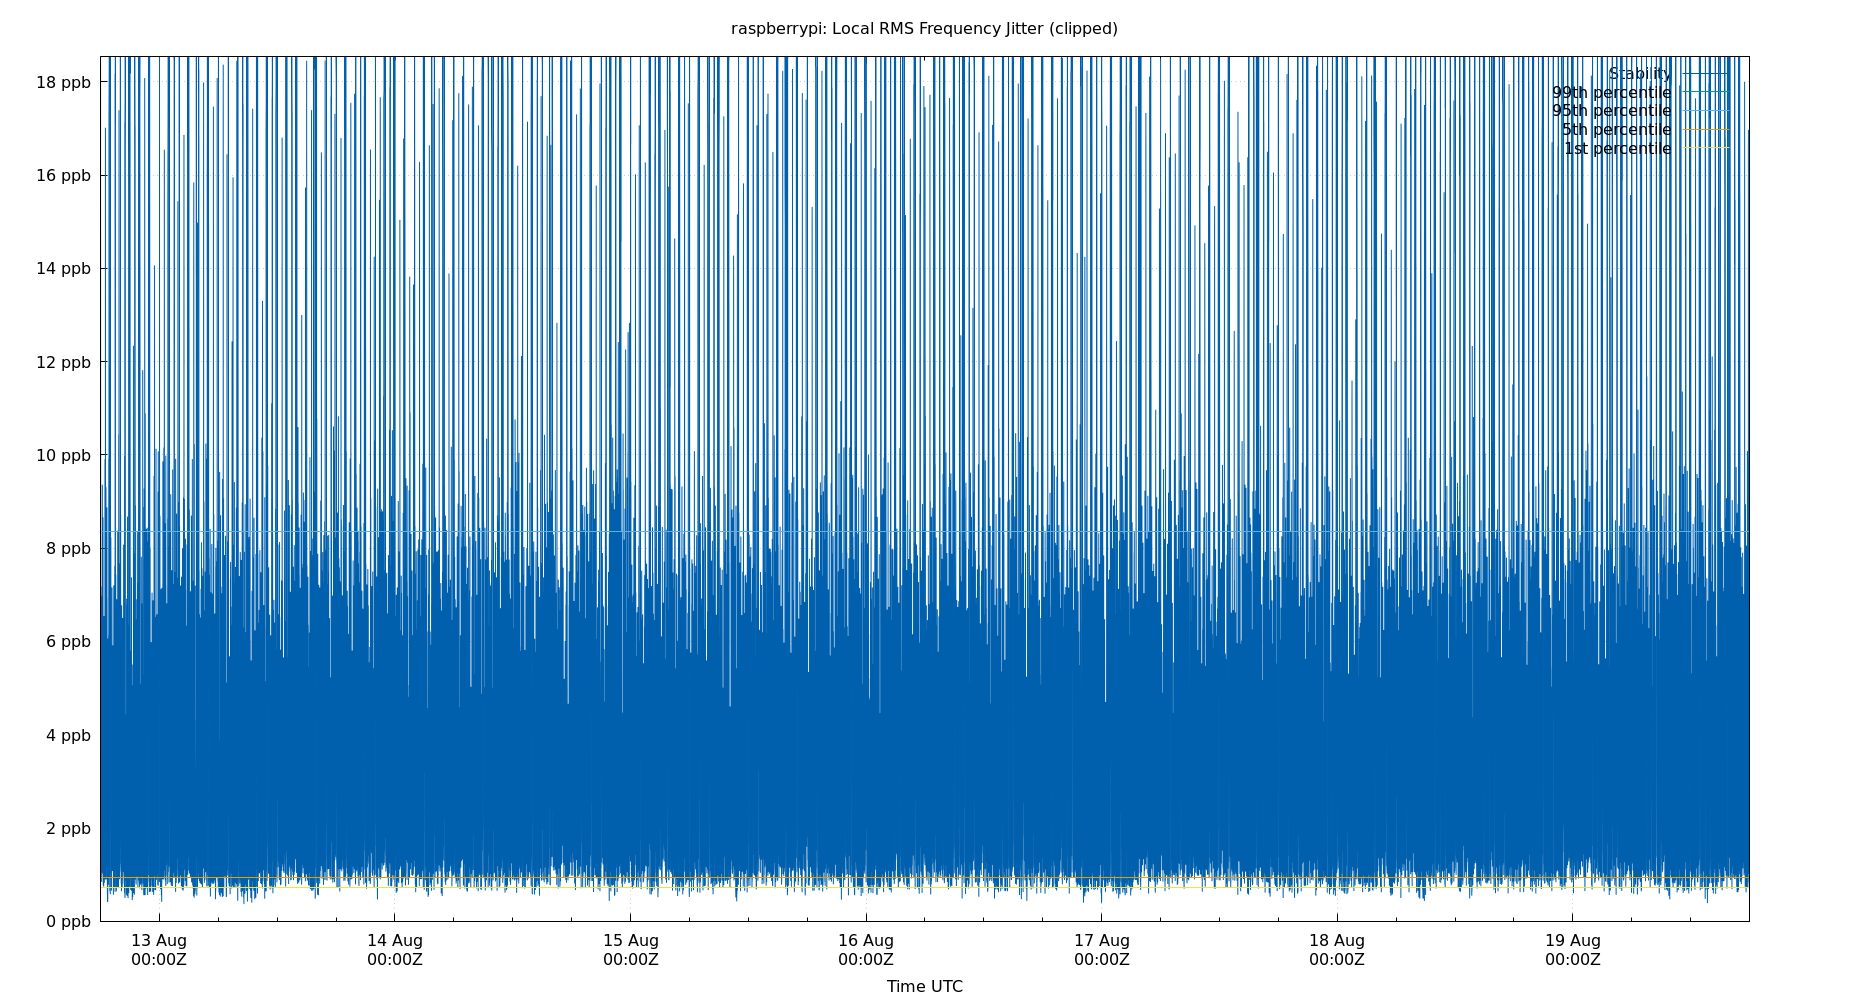 raspberrypi: Local RMS Frequency Jitter (clipped)
18 ppb
16 ppb
14 ppb
12 ppb
10 ppb
8 ppb
6 ppb
4 ppb
2 ppb
0 ppb
Stability
99th percentile
95th percentile
5th percentile
1st percentile
13 Aug
00:00Z
14 Aug
00:00Z
15 Aug
00:00Z
16 Aug
00:00Z
17 Aug
00:00Z
18 Aug
00:00Z
19 Aug
00:00Z
Time UTC